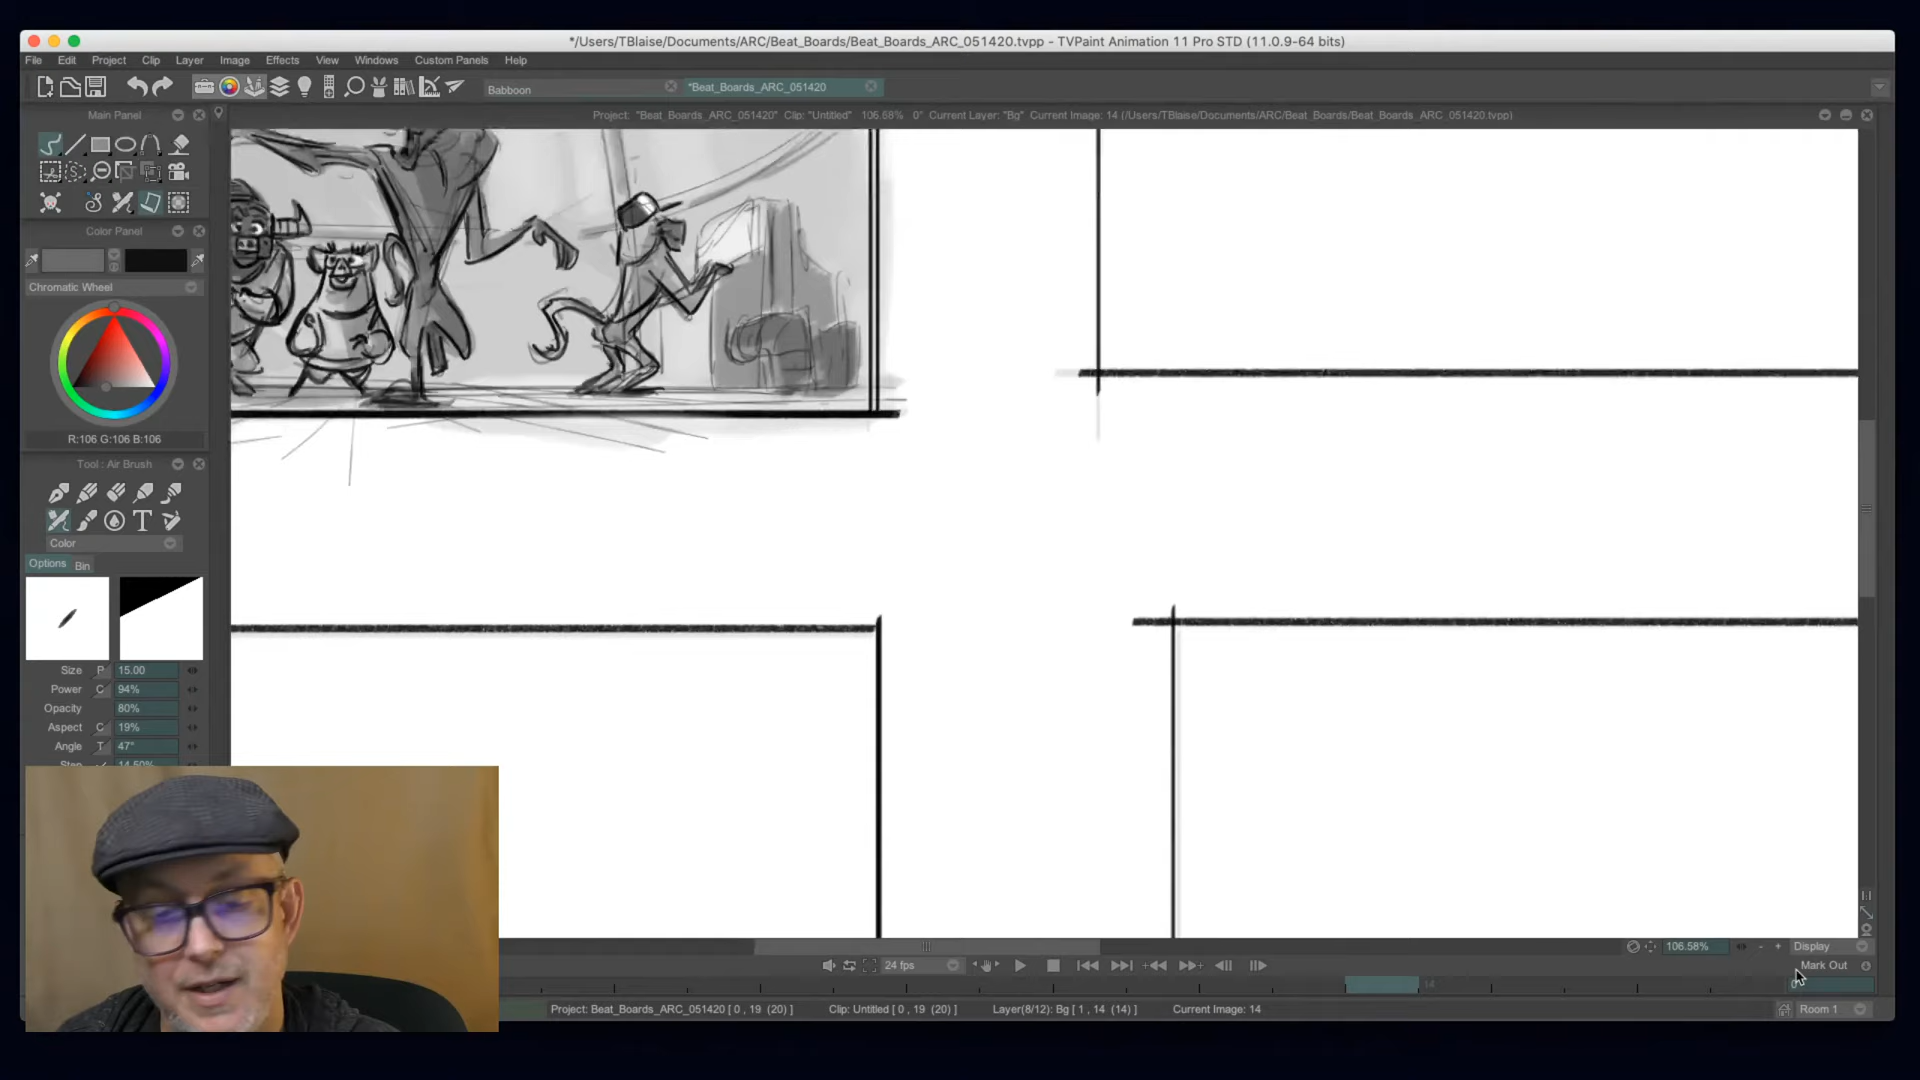 */Users/TBlaise/Documents/ARC/Beat_Boards/Beat_Boards_ARC_051420.tvpp - TVPaint Animation 11 Pro STD (11.0.9-64 bits)
File Edit Project Clip Layer Image Effects View Windows Custom Panels Help
Babboon *Beat_Boards_ARC_051420
Main Panel
Project: "Beat_Boards_ARC_051420" Clip: "Untitled" 106.68% 0° Current Layer: "Bg" Current Image: 14 (/Users/TBlaise/Documents/ARC/Beat_Boards/Beat_Boards_ARC_051420.tvpp)
Color Panel
Chromatic Wheel
R:106 G:106 B:106
Tool : Air Brush
Color
Options Bin
Size P 15.00
Power C 94%
Opacity 80%
Aspect C 19%
Angle T 47°
Step 14.50%
106.58% - + Display
24 fps Mark Out
14
Project: Beat_Boards_ARC_051420 [ 0 , 19 (20) ] Clip: Untitled [ 0 , 19 (20) ] Layer(8/12): Bg [ 1 , 14 (14) ] Current Image: 14 Room 1